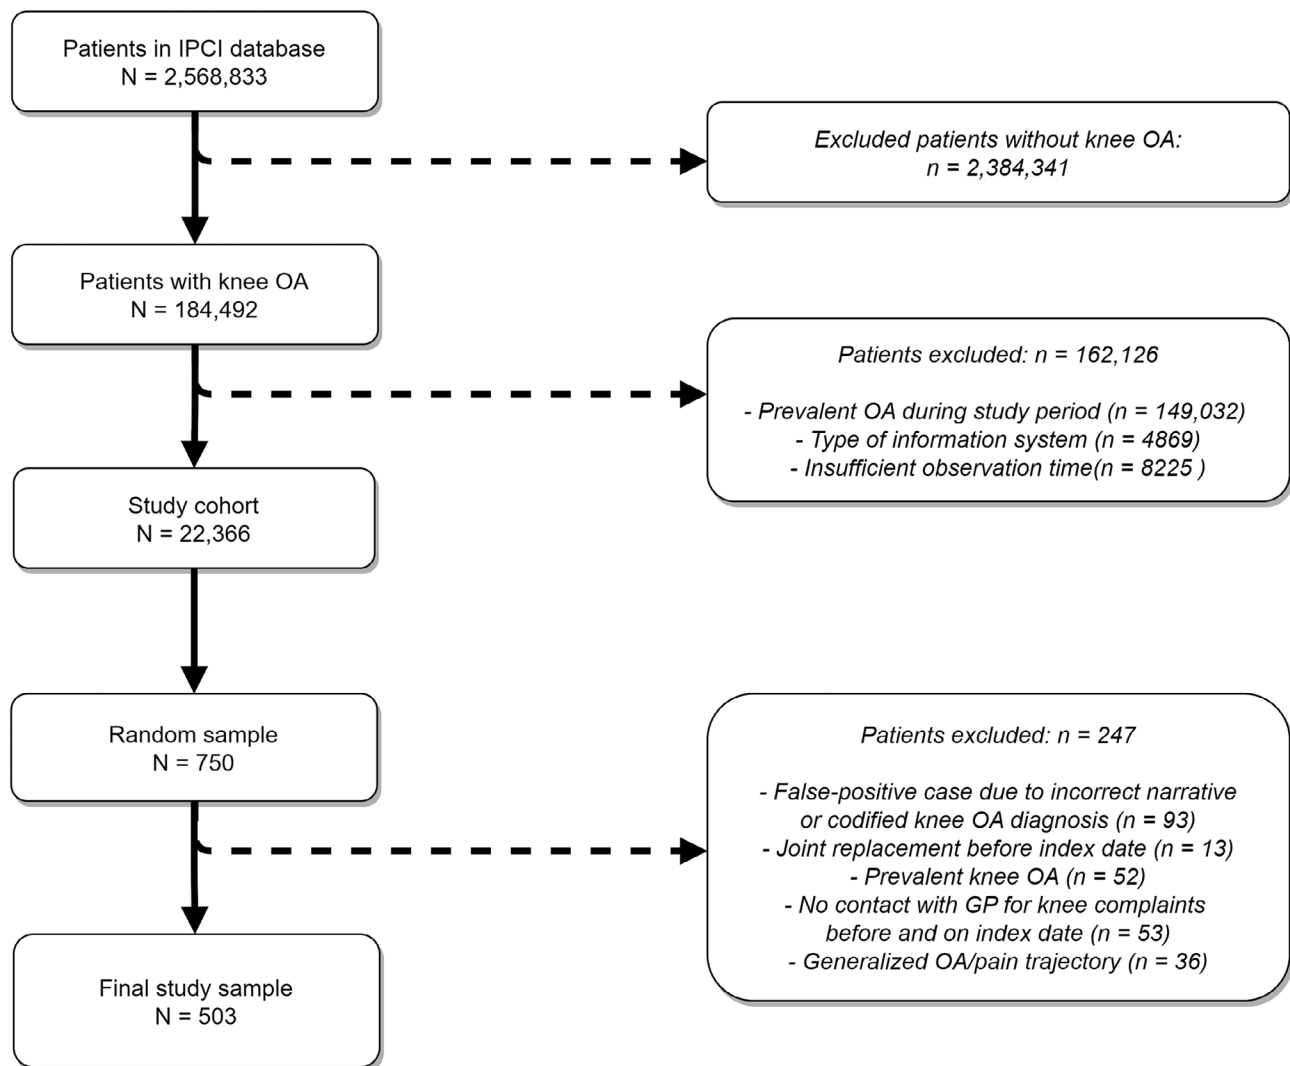 Patients in IPCI database
N = 2,568,833
Excluded patients without knee OA:
n = 2,384,341
Patients with knee OA
N = 184,492
Patients excluded: n = 162,126
- Prevalent OA during study period (n = 149,032)
- Type of information system (n = 4869)
- Insufficient observation time(n = 8225 )
Study cohort
N = 22,366
Random sample
N = 750
Patients excluded: n = 247
- False-positive case due to incorrect narrative
or codified knee OA diagnosis (n = 93)
- Joint replacement before index date (n = 13)
- Prevalent knee OA (n = 52)
- No contact with GP for knee complaints
before and on index date (n = 53)
- Generalized OA/pain trajectory (n = 36)
Final study sample
N = 503